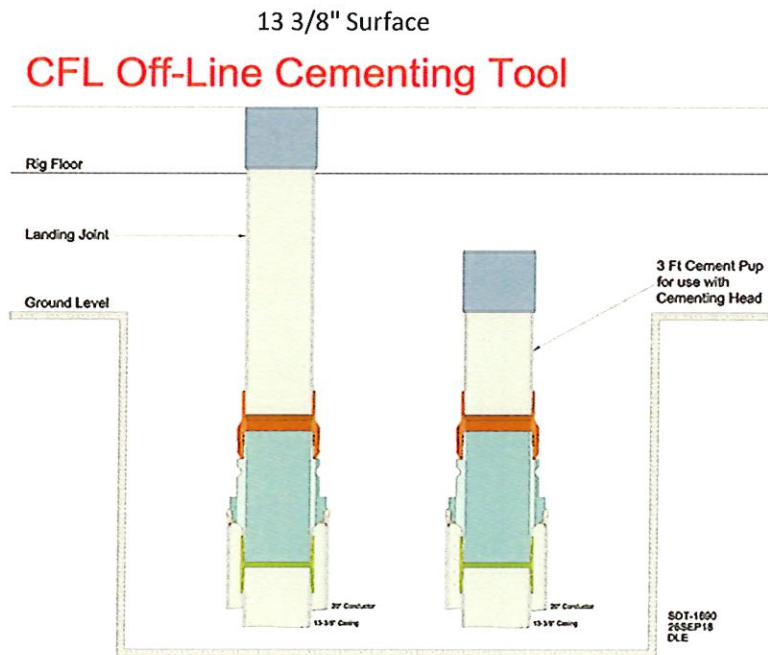 13 3/8" Surface
CFL Off-Line Cementing Tool
Rig Floor
Landing Joint
3 Ft Cement Pup
for use with
Cementing Head
Ground Level
20" Conductor
13-3/8" Casing
20" Conductor
13-3/8" Casing
SDT-1690
26SEP18
DLE